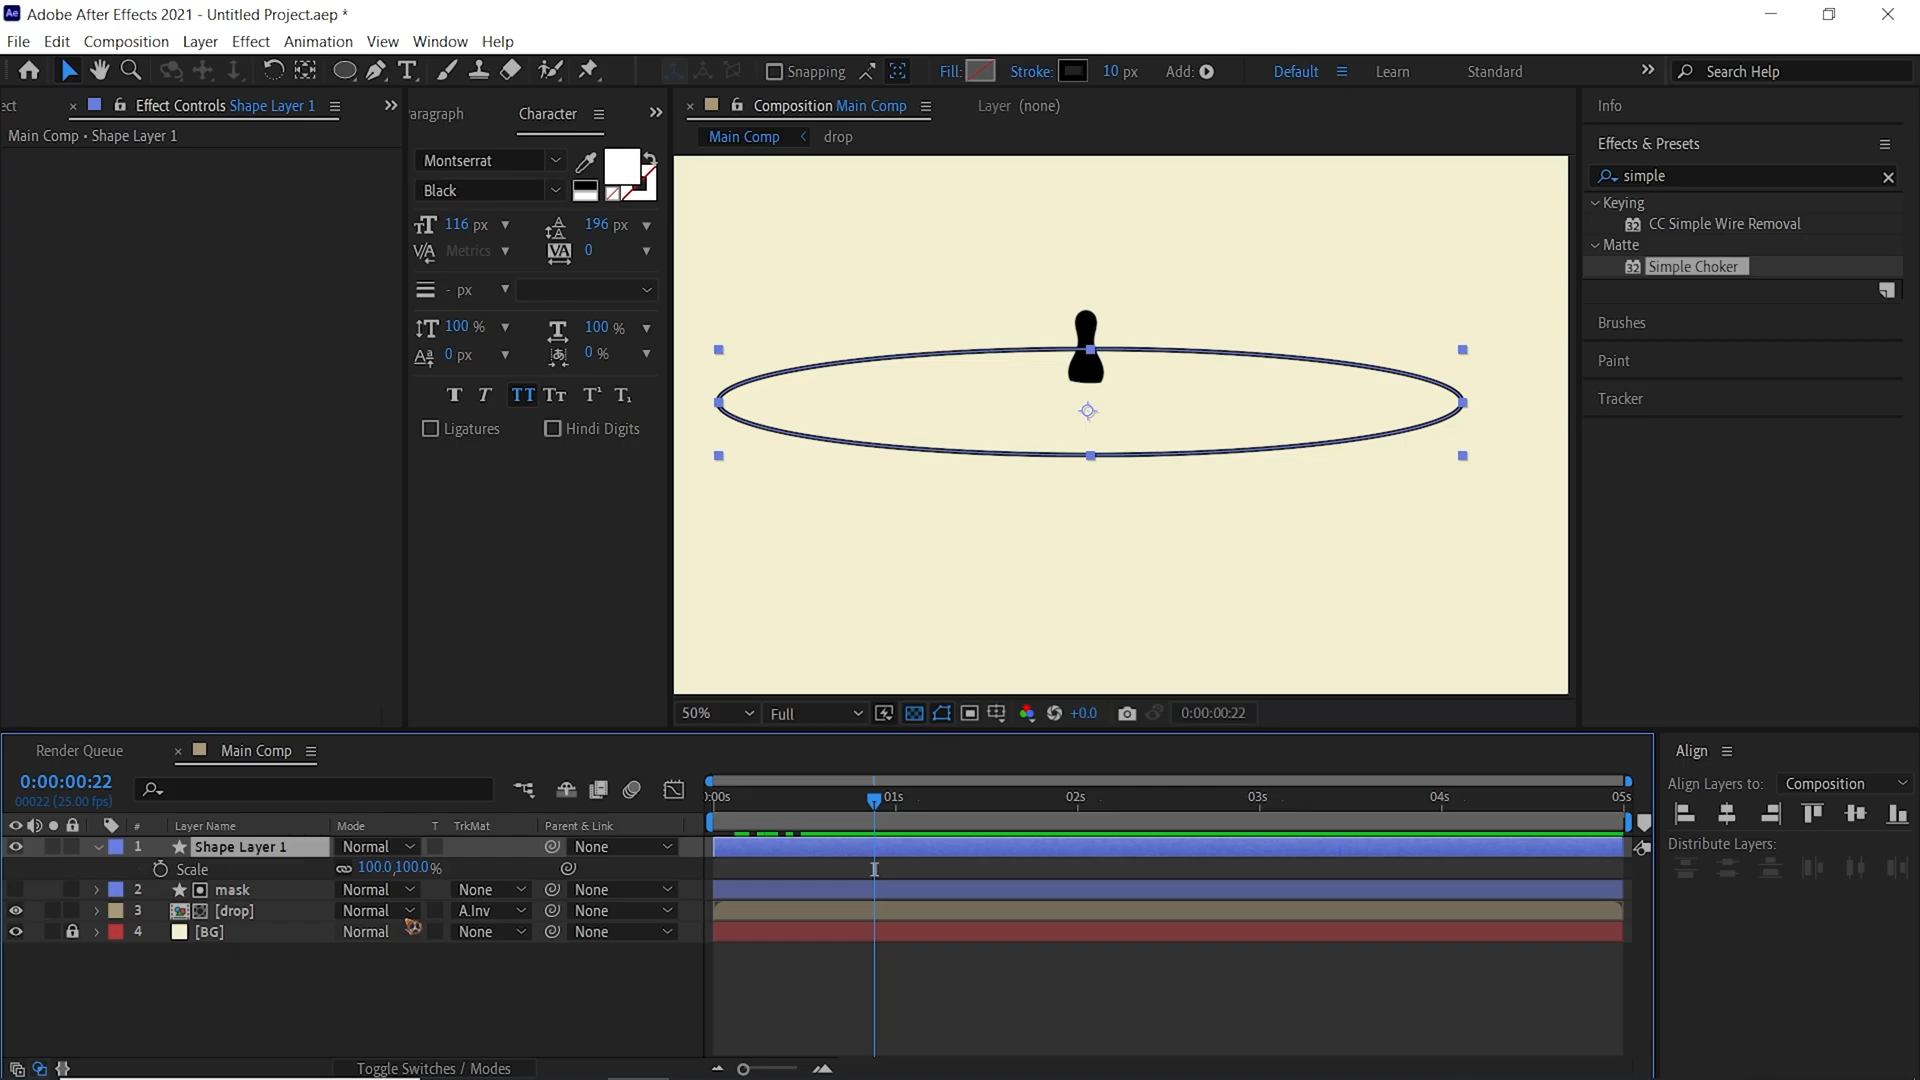 Adobe After Effects 2021 - Untitled Project.aep *
File Edit Composition Layer Effect Animation View Window Help
Snapping Fill: Stroke: 10 px Add: Default Learn Standard Search Help
ect Effect Controls Shape Layer 1
Main Comp • Shape Layer 1
aragraph Character
Montserrat
Black
116 px 196 px
Metrics 0
- px
100 % 100 %
0 px 0 %
Ligatures Hindi Digits
Composition Main Comp Layer (none)
Main Comp drop
50% Full +0.0 0:00:00:22
Info
Effects & Presets
simple
Keying
CC Simple Wire Removal
Matte
Simple Choker
Brushes
Paint
Tracker
Render Queue Main Comp
0:00:00:22
00022 (25.00 fps)
0:00s 01s 02s 03s 04s 05s
# Layer Name Mode T TrkMat Parent & Link
1 Shape Layer 1 Normal None
Scale 100.0,100.0%
2 mask Normal None None
3 [drop] Normal A.Inv None
4 [BG] Normal None None
Toggle Switches / Modes
Align
Align Layers to: Composition
Distribute Layers: